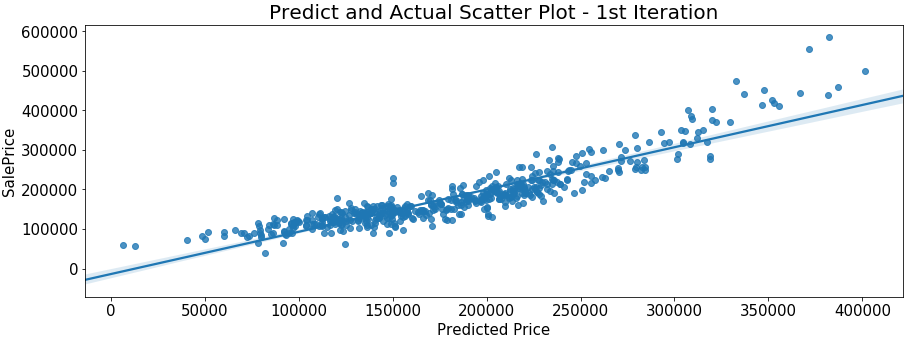 Predict and Actual Scatter Plot - 1st Iteration
600000
500000
400000
300000
200000
100000
0
SalePrice
0 50000 100000 150000 200000 250000 300000 350000 400000
Predicted Price